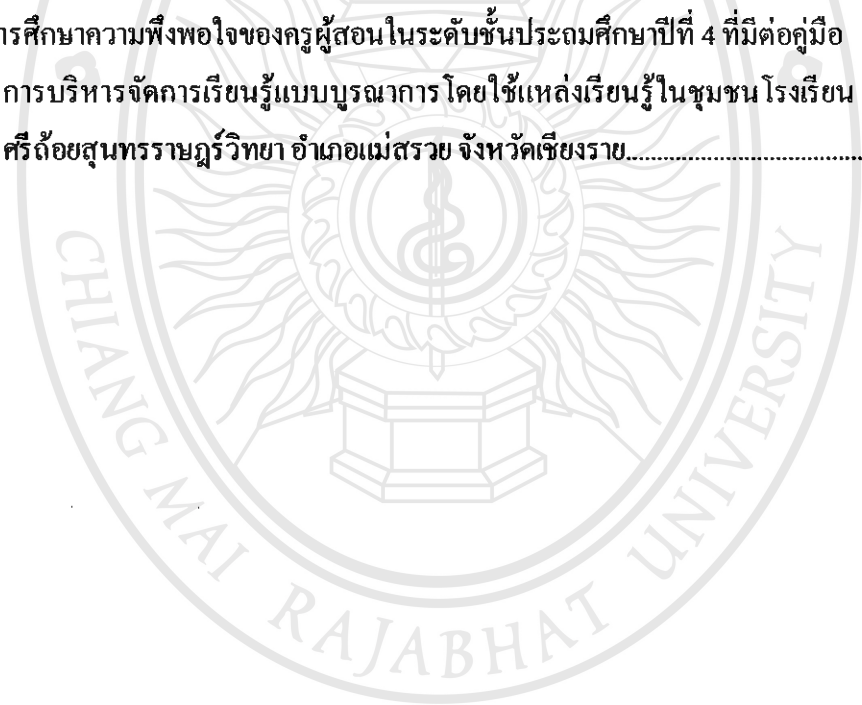 ารศึกษาความพึงพอใจของครูผู้สอนในระดับชั้นประถมศึกษาปีที่ 4 ที่มีต่อคู่มือ
การบริหารจัดการเรียนรู้แบบบูรณาการโดยใช้แหล่งเรียนรู้ในชุมชนโรงเรียน
ศรีถ้อยสุนทรราษฎร์วิทยา อำเภอแม่สรวย จังหวัดเชียงราย......................................
CHIANG MAI RAJABHAT UNIVERSITY